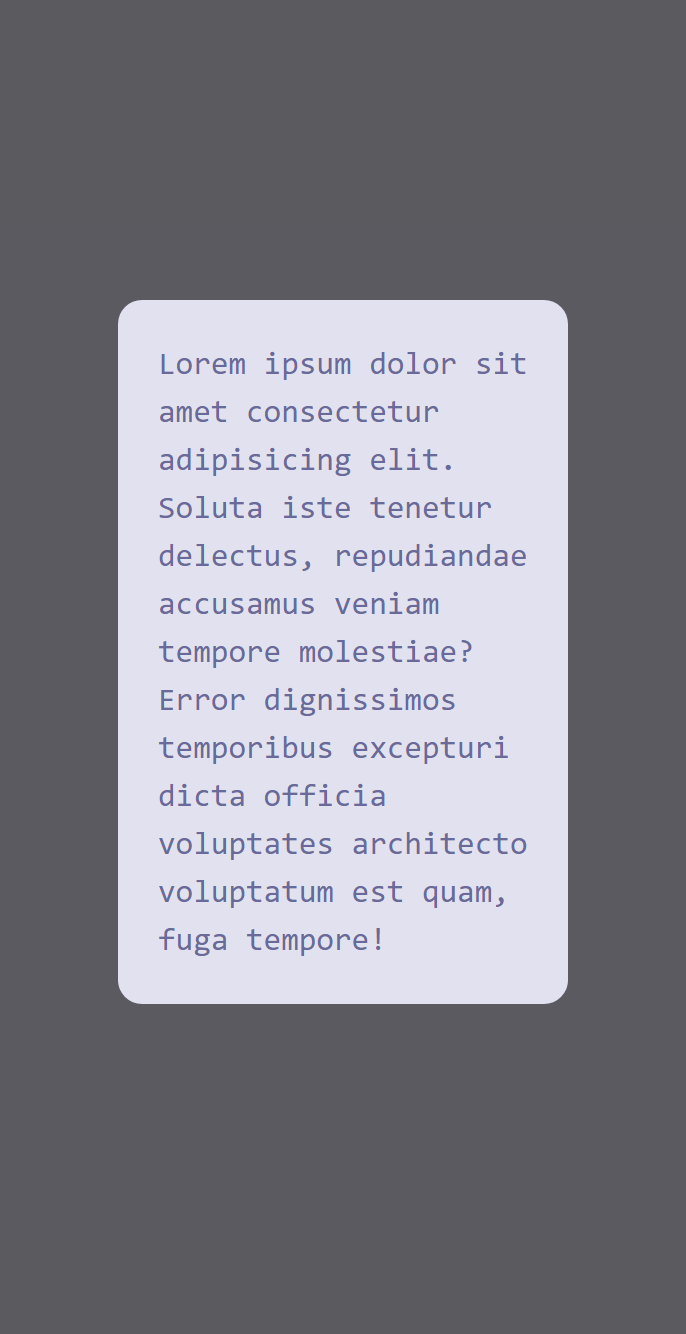 Lorem ipsum dolor sit
amet consectetur
adipisicing elit.
Soluta iste tenetur
delectus, repudiandae
accusamus veniam
tempore molestiae?
Error dignissimos
temporibus excepturi
dicta officia
voluptates architecto
voluptatum est quam,
fuga tempore!